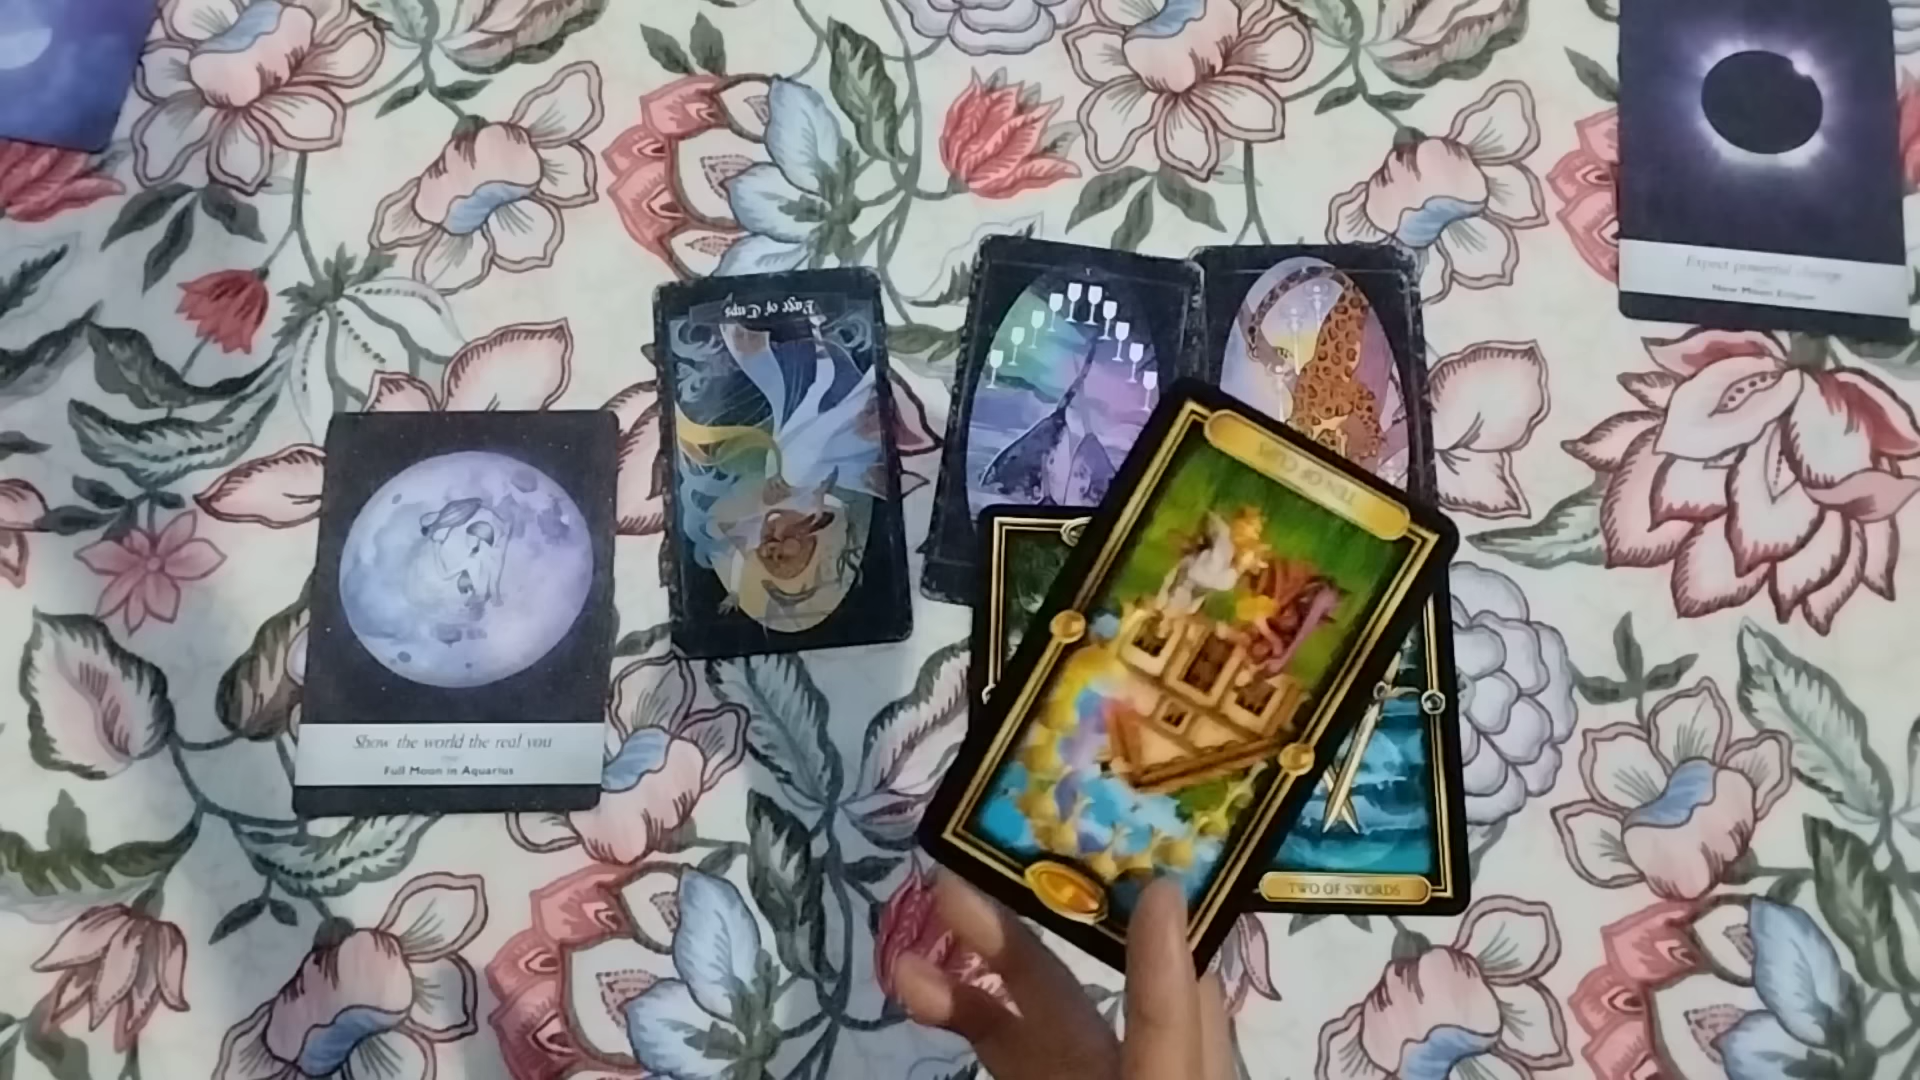 Expect powerful change
New Moon Eclipse
Page of Cups
TEN OF CUPS
Show the world the real you
Full Moon in Aquarius
TWO OF SWORDS